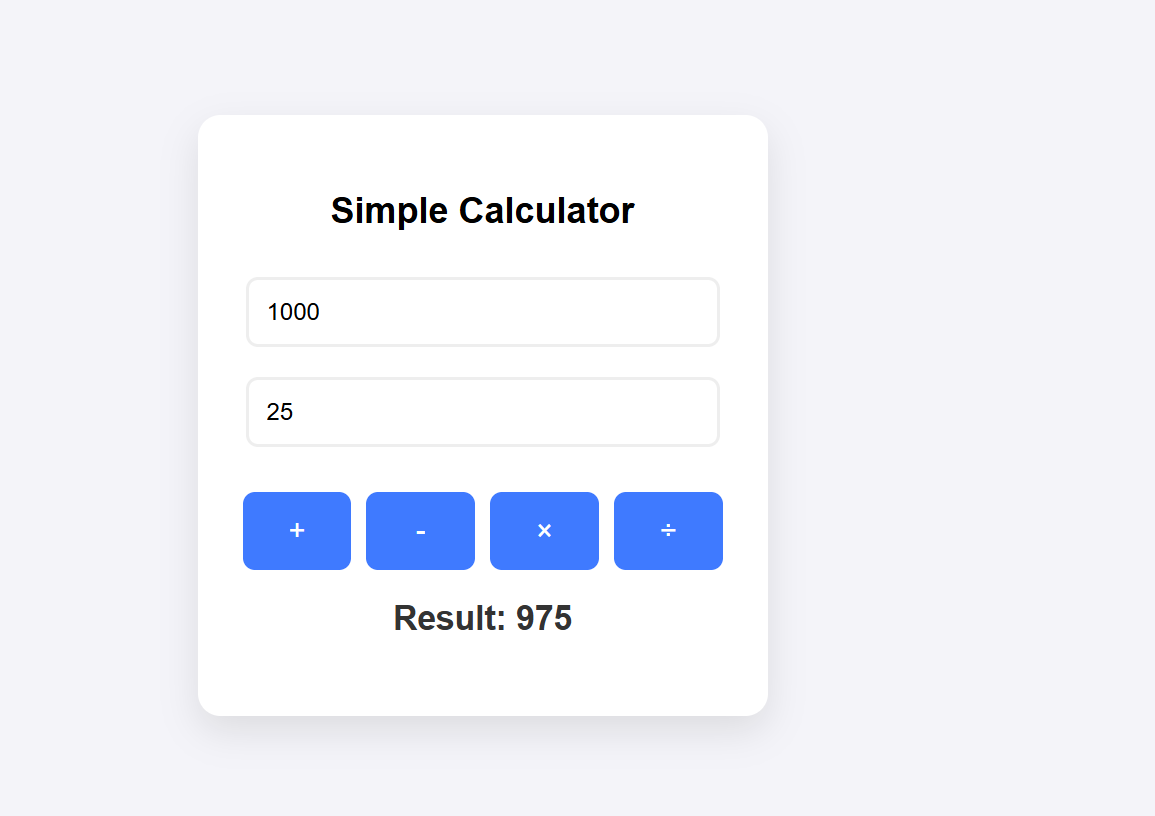 Simple Calculator
1000
25
+ - × ÷
Result: 975